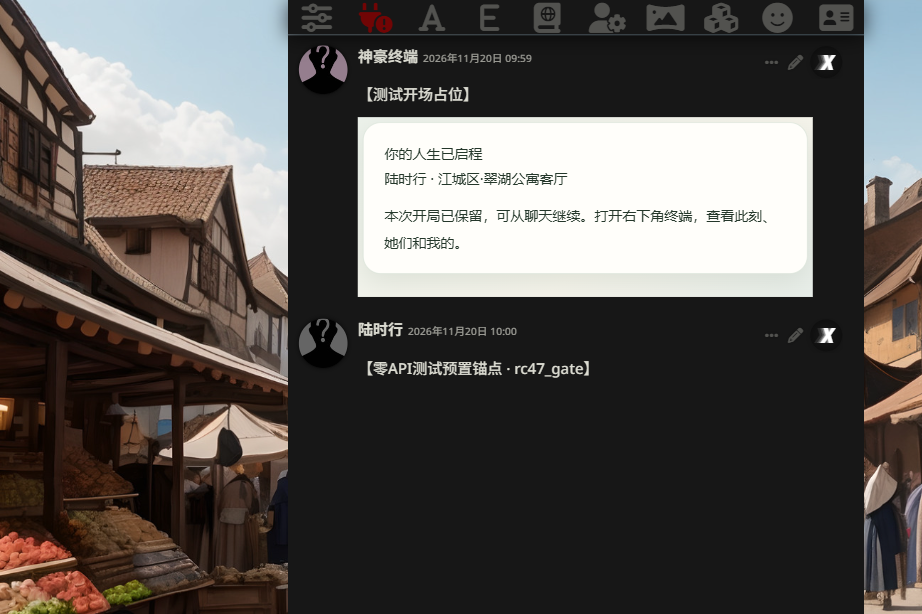 神豪终端 2026年11月20日 09:59
【测试开场占位】
你的人生已启程
陆时行 · 江城区·翠湖公寓客厅
本次开局已保留，可从聊天继续。打开右下角终端，查看此刻、
她们和我的。
陆时行 2026年11月20日 10:00
【零API测试预置锚点 · rc47_gate】